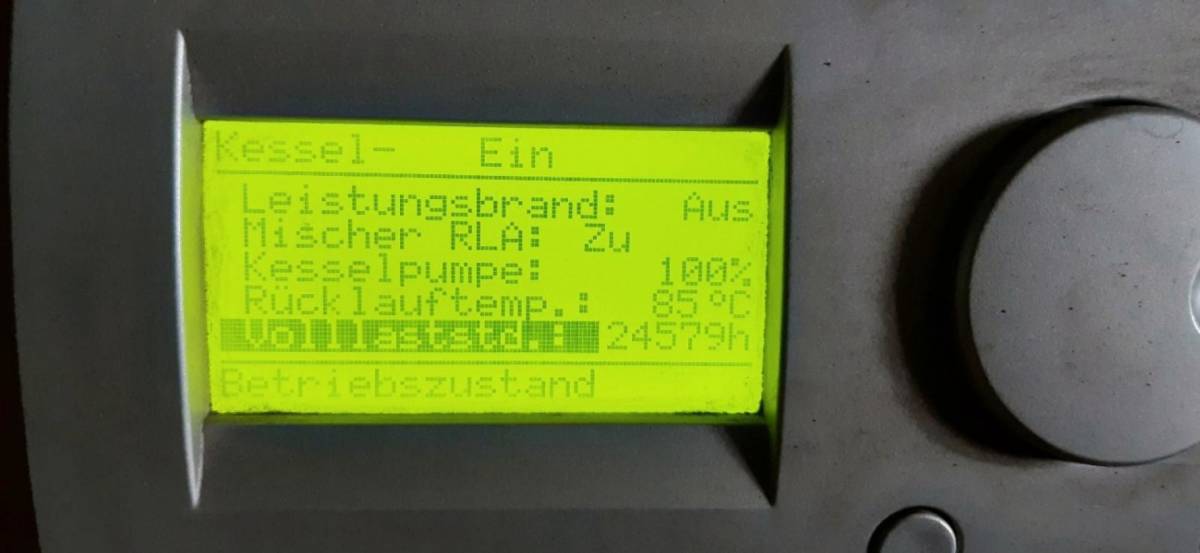 Kessel- Ein
Leistungsbrand: Aus
Mischer RLA: Zu
Kesselpumpe: 100%
Rücklauftemp.: 85°C
Vollaststd.: 24579h
Betriebszustand